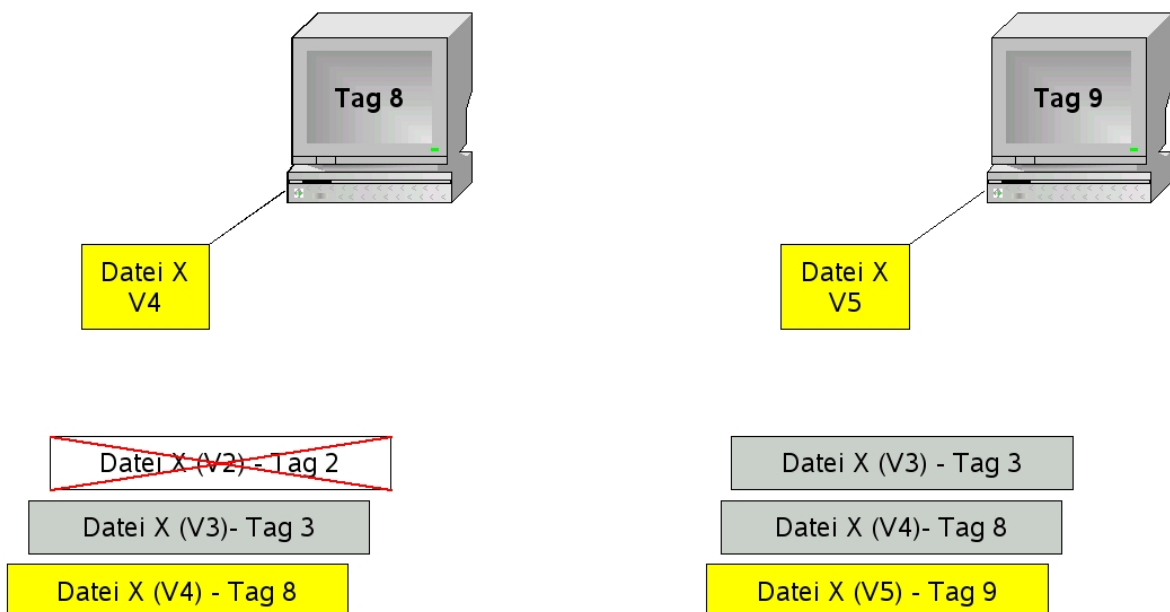 Tag 8
Tag 9
Datei X
V4
Datei X
V5
Datei X (V2) - Tag 2
Datei X (V3) - Tag 3
Datei X (V3)- Tag 3
Datei X (V4)- Tag 8
Datei X (V4) - Tag 8
Datei X (V5) - Tag 9